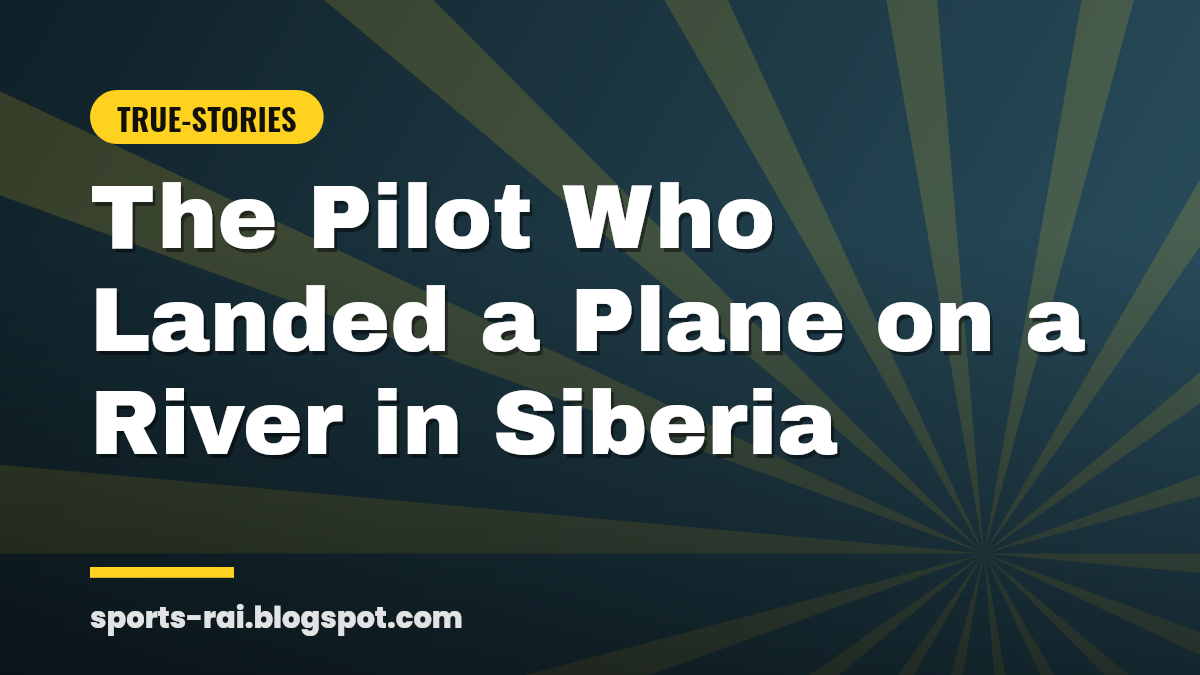 TRUE-STORIES
The Pilot Who
Landed a Plane on a
River in Siberia
sports-rai.blogspot.com